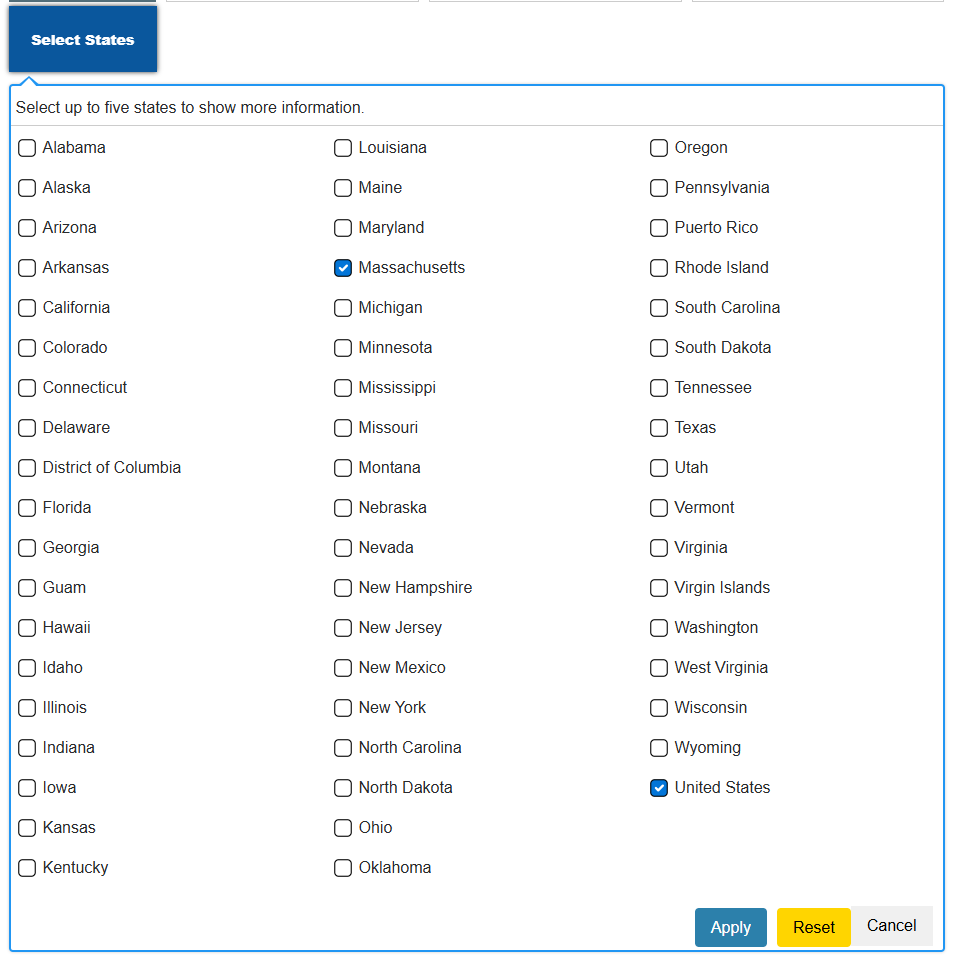 Select States
Select up to five states to show more information.
Alabama
Alaska
Arizona
Arkansas
California
Colorado
Connecticut
Delaware
District of Columbia
Florida
Georgia
Guam
Hawaii
Idaho
Illinois
Indiana
Iowa
Kansas
Kentucky
Louisiana
Maine
Maryland
Massachusetts
Michigan
Minnesota
Mississippi
Missouri
Montana
Nebraska
Nevada
New Hampshire
New Jersey
New Mexico
New York
North Carolina
North Dakota
Ohio
Oklahoma
Oregon
Pennsylvania
Puerto Rico
Rhode Island
South Carolina
South Dakota
Tennessee
Texas
Utah
Vermont
Virginia
Virgin Islands
Washington
West Virginia
Wisconsin
Wyoming
United States
Apply
Reset
Cancel